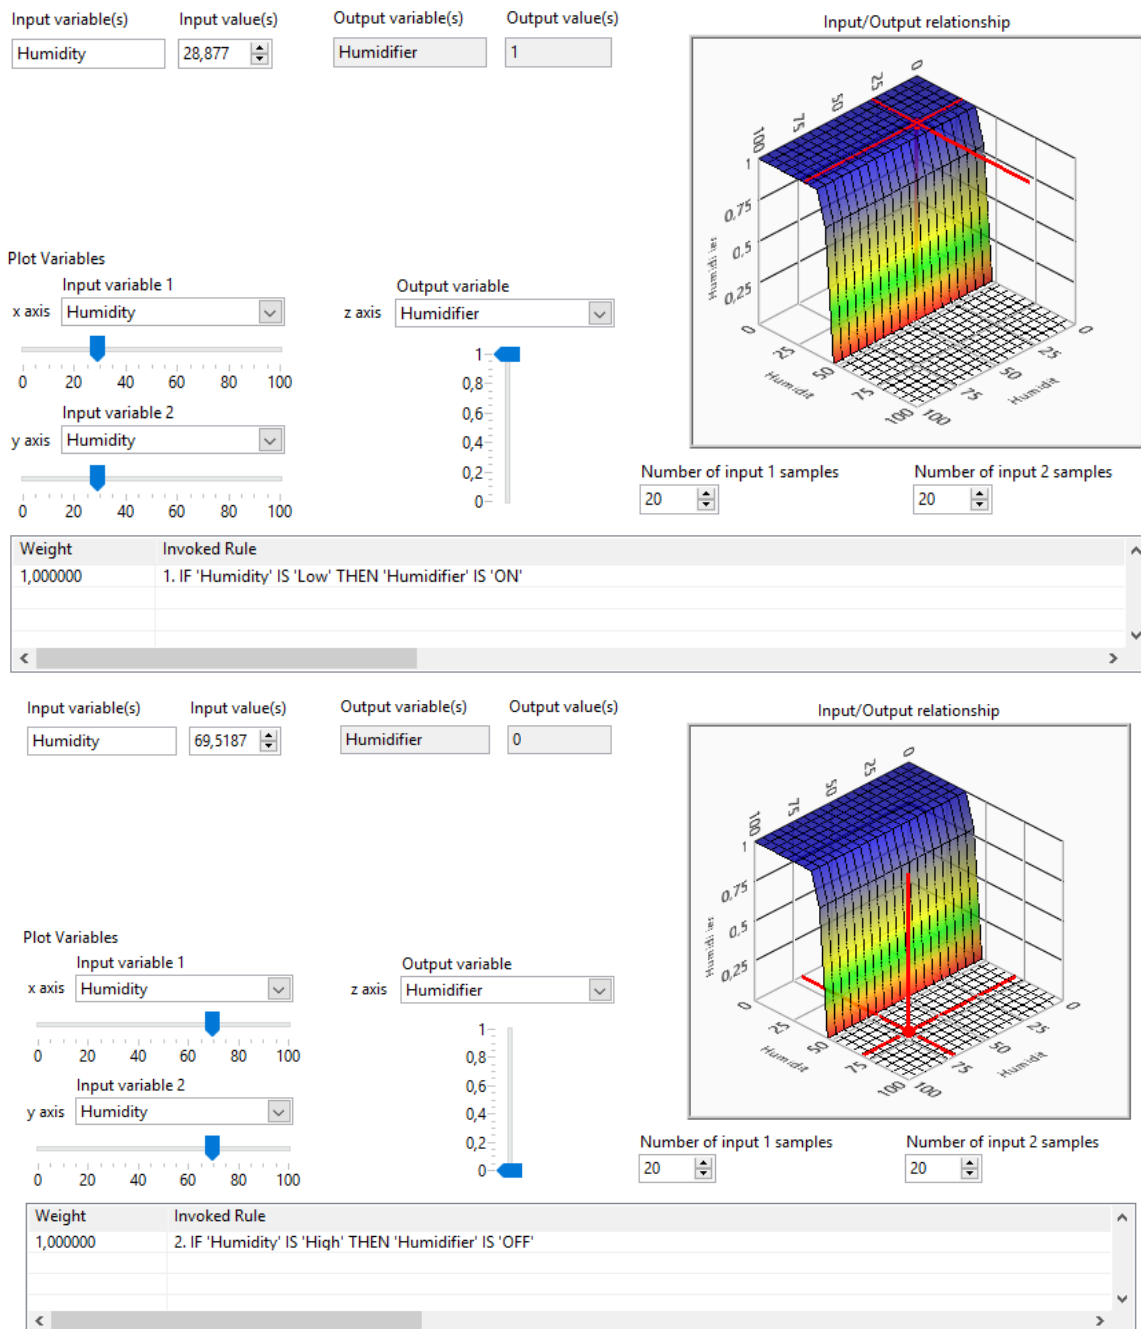 Input variable(s) Input value(s) Output variable(s) Output value(s) Input/Output relationship
Humidity 28,877 Humidifier 1
0
25
50
75
100
1
0,75
0,5
0,25
0
25
50
75
100
100
75
50
25
0
Humidit
Humidit
Plot Variables
Input variable 1 Output variable
x axis Humidity z axis Humidifier
0 20 40 60 80 100
1
0,8
0,6
0,4
0,2
0
Input variable 2
y axis Humidity
0 20 40 60 80 100
Number of input 1 samples Number of input 2 samples
20 20
Weight Invoked Rule
1,000000 1. IF 'Humidity' IS 'Low' THEN 'Humidifier' IS 'ON'
Input variable(s) Input value(s) Output variable(s) Output value(s) Input/Output relationship
Humidity 69,5187 Humidifier 0
0
25
50
75
100
1
0,75
0,5
0,25
0
25
50
75
100
100
75
50
25
0
Humidit
Humidit
Plot Variables
Input variable 1 Output variable
x axis Humidity z axis Humidifier
0 20 40 60 80 100
1
0,8
0,6
0,4
0,2
0
Input variable 2
y axis Humidity
0 20 40 60 80 100
Number of input 1 samples Number of input 2 samples
20 20
Weight Invoked Rule
1,000000 2. IF 'Humidity' IS 'High' THEN 'Humidifier' IS 'OFF'